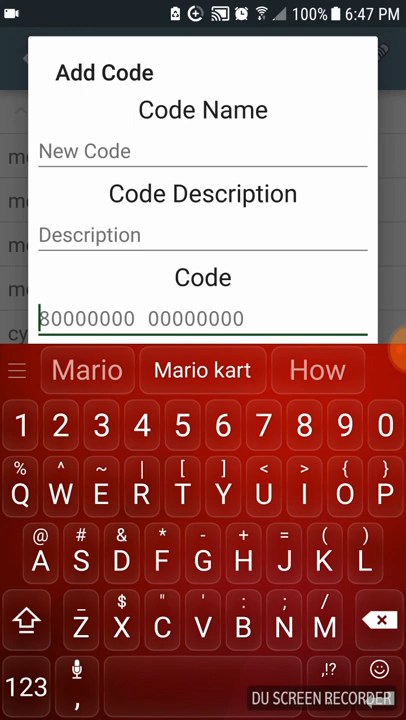 100% 6:47 PM
Add Code
Code Name
New Code
Code Description
Description
Code
80000000 00000000
Mario Mario kart How
1 2 3 4 5 6 7 8 9 0
% ^ ~ | [ ] < > { }
Q W E R T Y U I O P
@ # & * - + = ( )
A S D F G H J K L
_ $ " ' : ; /
Z X C V B N M
123 , ,!?
DU SCREEN RECORDER